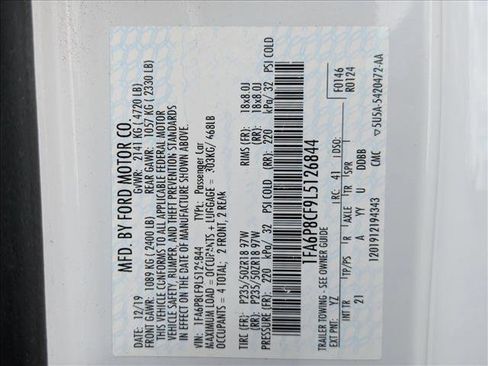 MFD. BY FORD MOTOR CO.
12/19 GVWR: 2141 KG ( 4720 LB)
FRONT GAWR: 1089 KG ( 2400 LB) REAR GAWR: 1057 KG ( 2330 LB)
THIS VEHICLE CONFORMS TO ALL APPLICABLE FEDERAL MOTOR
VEHICLE SAFETY, BUMPER, AND THEFT PREVENTION STANDARDS
IN EFFECT ON THE DATE OF MANUFACTURE SHOWN ABOVE.
VIN: 1FA6P8CF9L5126844 TYPE: Passenger Car
MAXIMUM LOAD = OCCUPANTS + LUGGAGE = 303KG/ 668LB
OCCUPANTS = 4 TOTAL; 2 FRONT, 2 REAR
TIRE (FR): P235/50ZR18 97W RIMS (FR): 18x8.0J
(RR): P235/50ZR18 97W (RR): 18x8.0J
PRESSURE COLD (FR): 220 kPa/ 32 PSI COLD
(RR): 220 kPa/ 32 PSI COLD
1FA6P8CF9L5126844
TRAILER TOWING - SEE OWNER GUIDE F0146
R0124
EXT PNT: YZ RC: 41 DSO:
INT TR TP/PS R AXLE TR SPR
21 I A YY U DDBB
1201912194343 CMC ▽5U5A-5420472-AA